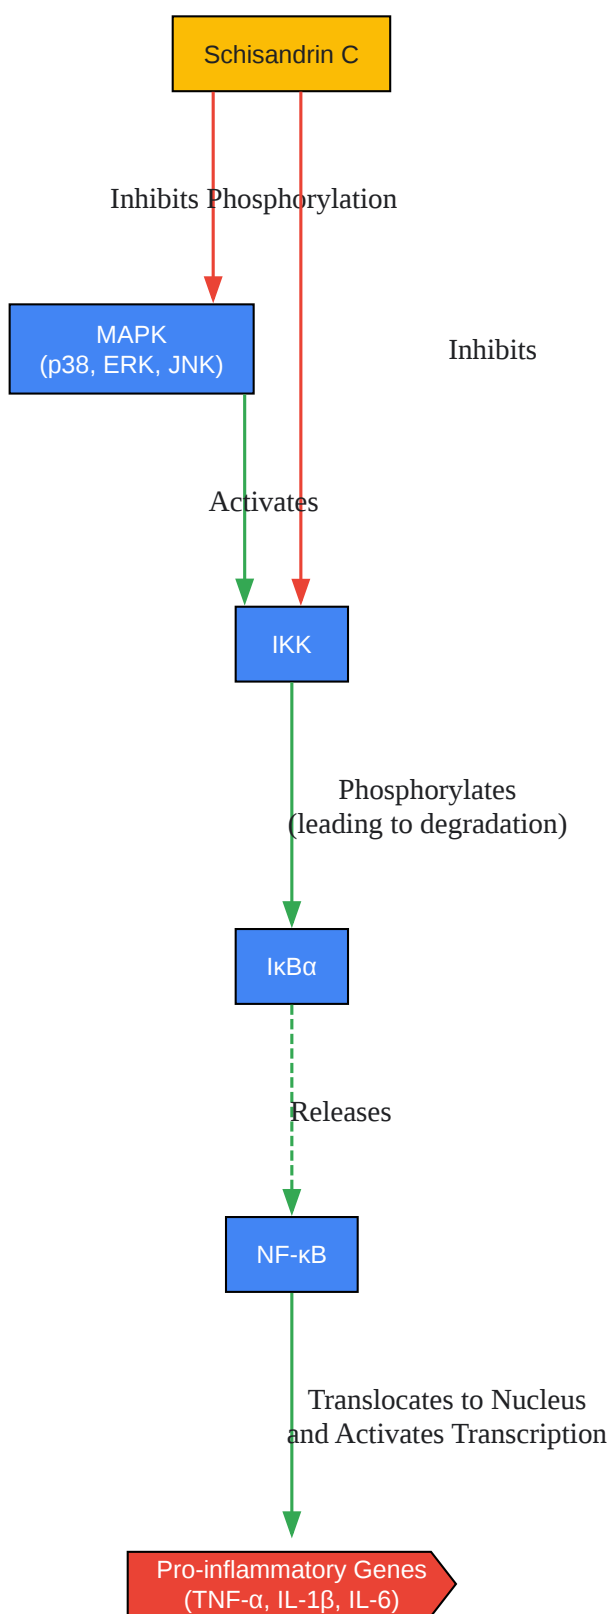 Schisandrin C
Inhibits Phosphorylation
MAPK
(p38, ERK, JNK)
Inhibits
Activates
IKK
Phosphorylates
(leading to degradation)
IκBα
Releases
NF-κB
Translocates to Nucleus
and Activates Transcription
Pro-inflammatory Genes
(TNF-α, IL-1β, IL-6)